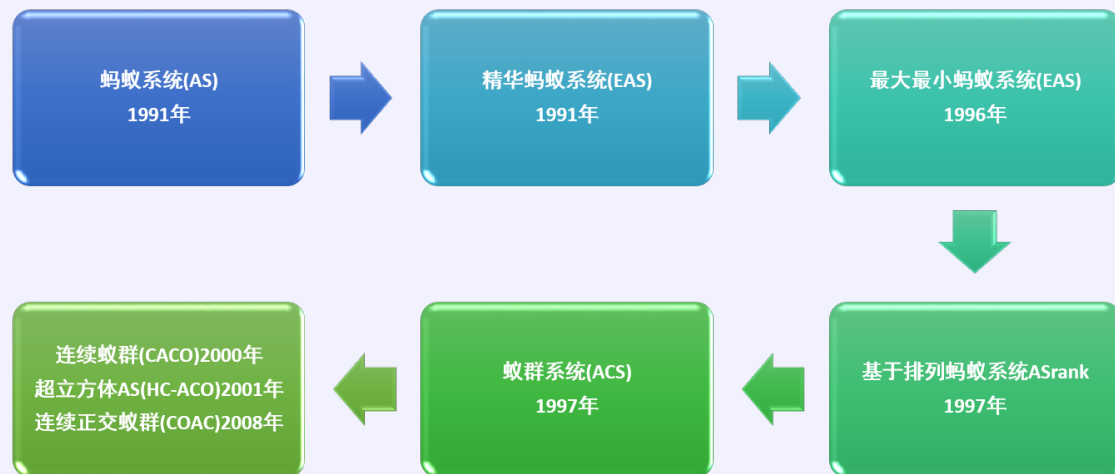 蚂蚁系统(AS)
1991年
精华蚂蚁系统(EAS)
1991年
最大最小蚂蚁系统(EAS)
1996年
基于排列蚂蚁系统ASrank
1997年
蚁群系统(ACS)
1997年
连续蚁群(CACO)2000年
超立方体AS(HC-ACO)2001年
连续正交蚁群(COAC)2008年